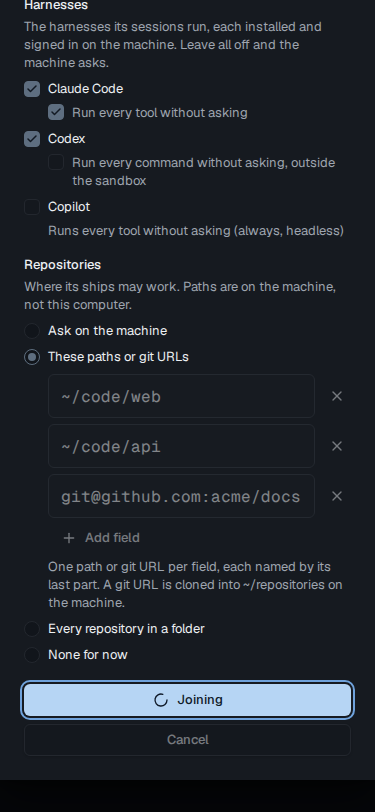 Harnesses
The harnesses its sessions run, each installed and
signed in on the machine. Leave all off and the
machine asks.
Claude Code
Run every tool without asking
Codex
Run every command without asking, outside
the sandbox
Copilot
Runs every tool without asking (always, headless)
Repositories
Where its ships may work. Paths are on the machine,
not this computer.
Ask on the machine
These paths or git URLs
~/code/web
~/code/api
git@github.com:acme/docs
Add field
One path or git URL per field, each named by its
last part. A git URL is cloned into ~/repositories on
the machine.
Every repository in a folder
None for now
Joining
Cancel